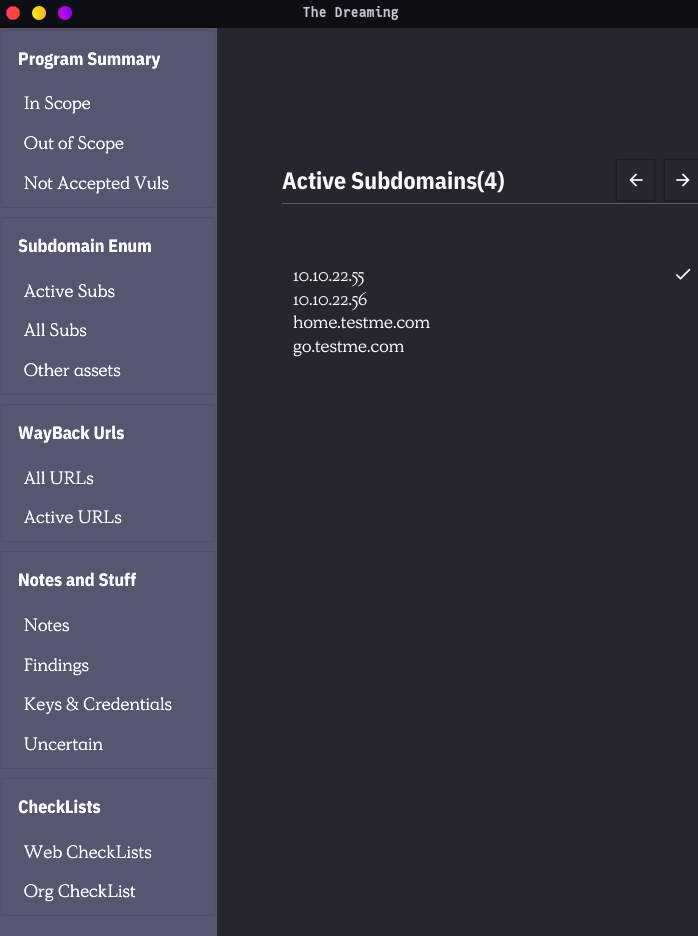 The Dreaming
Program Summary
In Scope
Out of Scope
Not Accepted Vuls
Subdomain Enum
Active Subs
All Subs
Other assets
WayBack Urls
All URLs
Active URLs
Notes and Stuff
Notes
Findings
Keys & Credentials
Uncertain
CheckLists
Web CheckLists
Org CheckList
Active Subdomains(4)
10.10.22.55
10.10.22.56
home.testme.com
go.testme.com